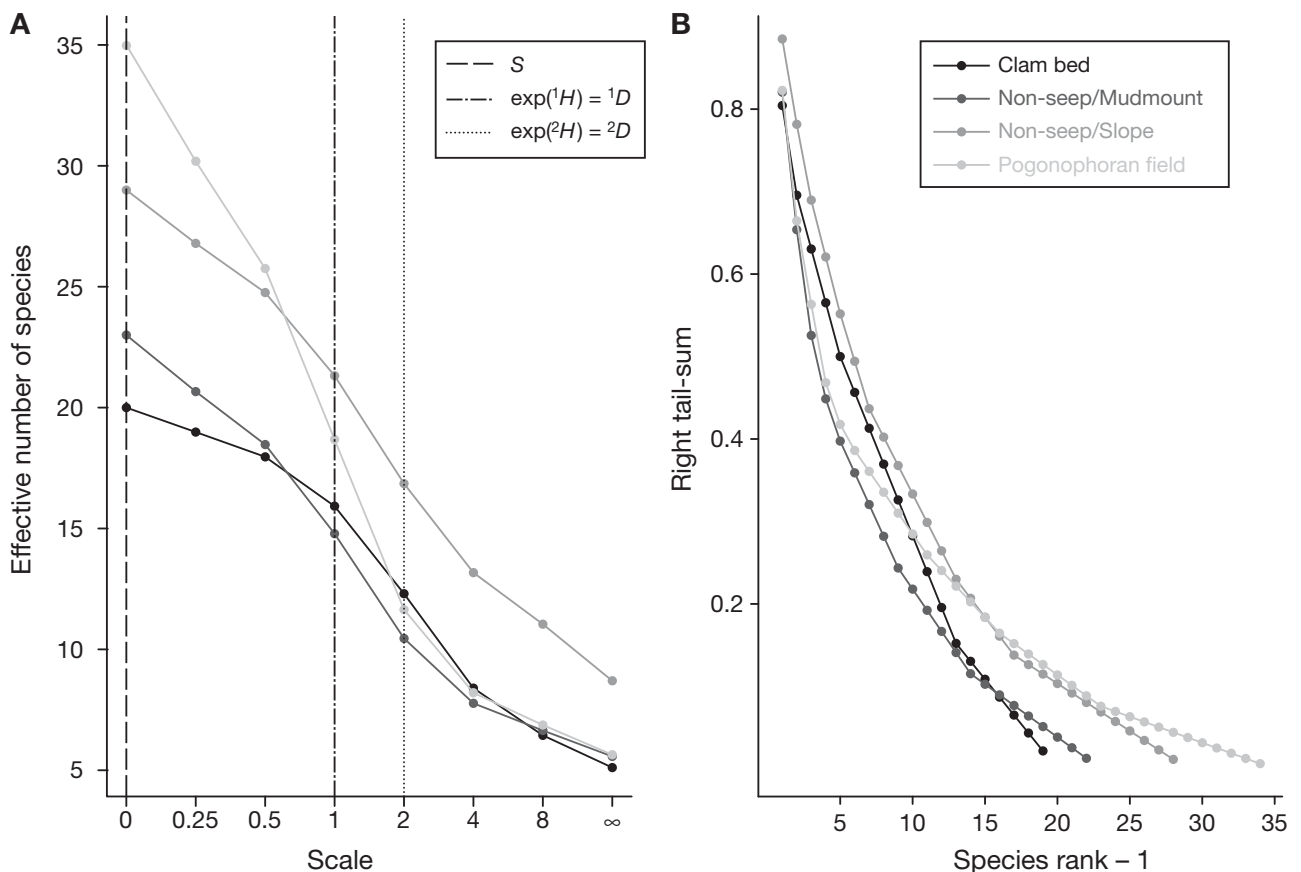 A
Effective number of species
35
30
25
20
15
10
5
0 0.25 0.5 1 2 4 8 ∞
Scale
S
exp(¹H) = ¹D
exp(²H) = ²D
B
Right tail-sum
0.8
0.6
0.4
0.2
5 10 15 20 25 30 35
Species rank – 1
Clam bed
Non-seep/Mudmount
Non-seep/Slope
Pogonophoran field